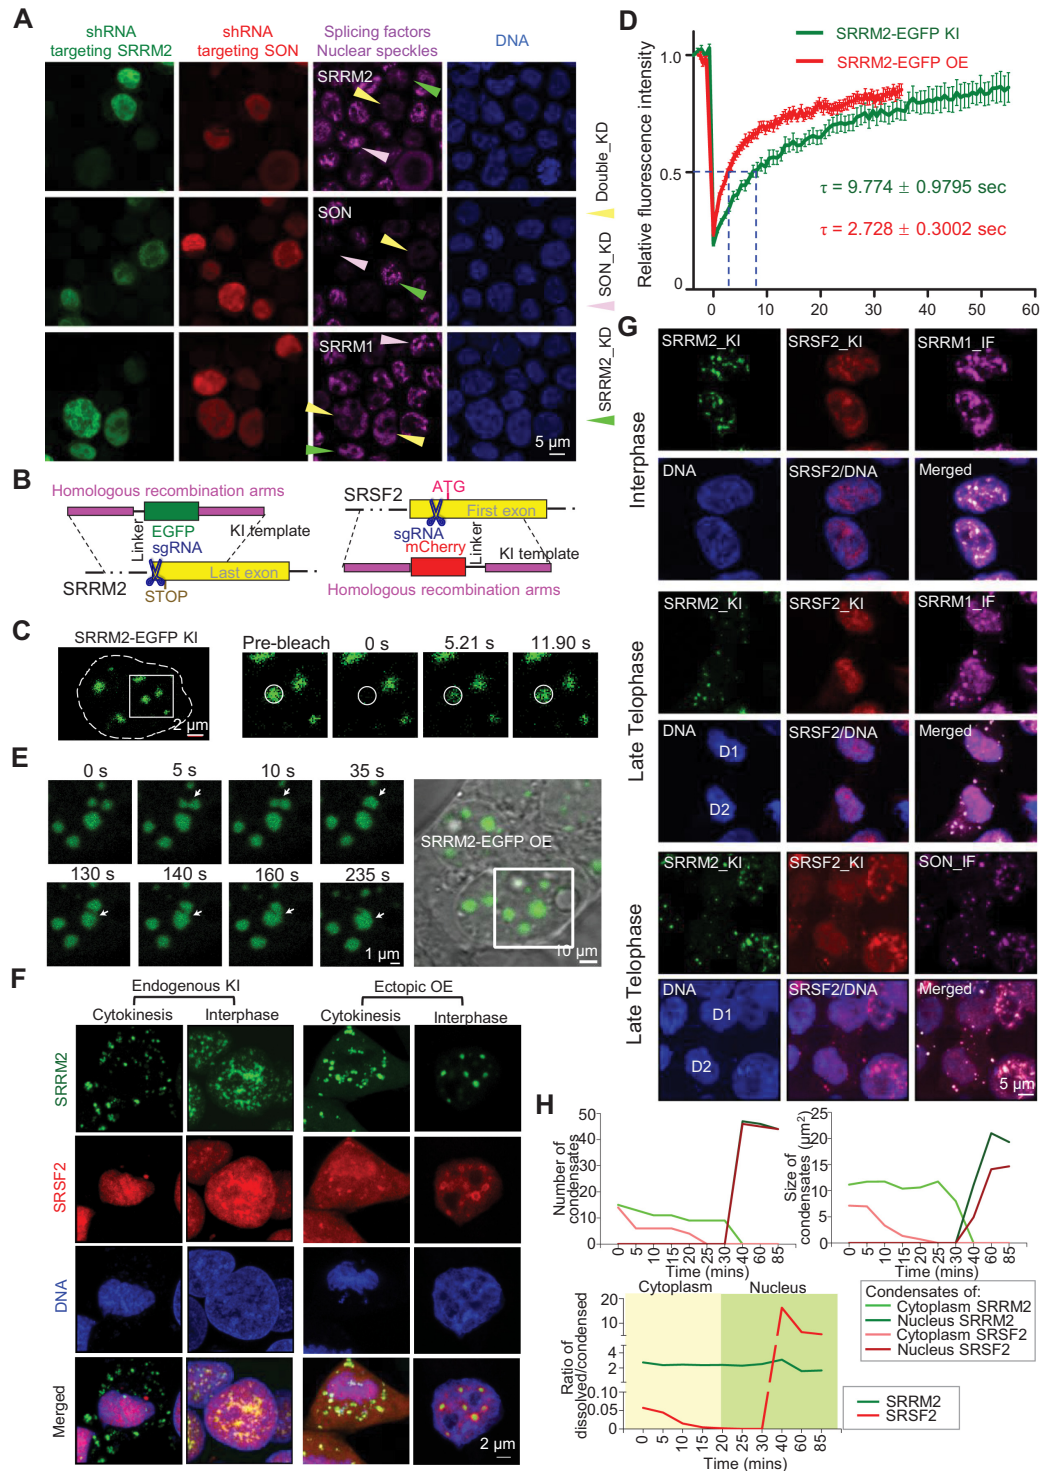 A
shRNA
targeting SRRM2
shRNA
targeting SON
Splicing factors
Nuclear speckles
DNA
SRRM2
SON
SRRM1
5 µm
Double_KD
SON_KD
SRRM2_KD
B
Homologous recombination arms
EGFP
Linker
sgRNA
KI template
SRRM2
Last exon
STOP
SRSF2
ATG
First exon
sgRNA
mCherry
Linker
KI template
Homologous recombination arms
C
SRRM2-EGFP KI
2 µm
Pre-bleach
0 s
5.21 s
11.90 s
D
SRRM2-EGFP KI
SRRM2-EGFP OE
Relative fluorescence intensity
1.0
0.5
0
τ = 9.774 ± 0.9795 sec
τ = 2.728 ± 0.3002 sec
0 10 20 30 40 50 60
E
0 s
5 s
10 s
35 s
130 s
140 s
160 s
235 s
1 µm
SRRM2-EGFP OE
10 µm
F
Endogenous KI
Ectopic OE
Cytokinesis
Interphase
Cytokinesis
Interphase
SRRM2
SRSF2
DNA
Merged
2 µm
G
Interphase
SRRM2_KI
SRSF2_KI
SRRM1_IF
DNA
SRSF2/DNA
Merged
Late Telophase
SRRM2_KI
SRSF2_KI
SRRM1_IF
DNA
D1
D2
SRSF2/DNA
Merged
Late Telophase
SRRM2_KI
SRSF2_KI
SON_IF
DNA
D1
D2
SRSF2/DNA
Merged
5 µm
H
Number of
condensates
50
40
30
20
10
0
0 5 10 15 20 25 30 40 60 85
Time (mins)
Size of
condensates (µm²)
25
20
15
10
5
0
0 5 10 15 20 25 30 40 60 85
Time (mins)
Cytoplasm
Nucleus
Ratio of
dissolved/condensed
20
10
4
2
0.10
0.05
0
0 5 10 15 20 25 30 40 60 85
Time (mins)
Condensates of:
Cytoplasm SRRM2
Nucleus SRRM2
Cytoplasm SRSF2
Nucleus SRSF2
SRRM2
SRSF2